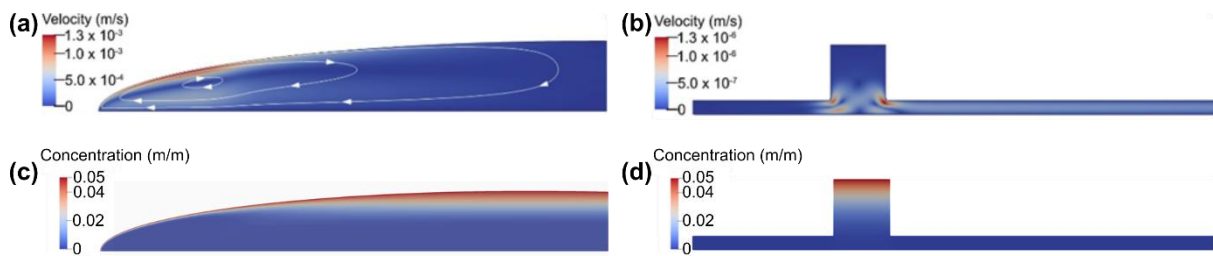 (a)
Velocity (m/s)
1.3 x 10⁻³
1.0 x 10⁻³
5.0 x 10⁻⁴
0
(b)
Velocity (m/s)
1.3 x 10⁻⁶
1.0 x 10⁻⁶
5.0 x 10⁻⁷
0
(c)
Concentration (m/m)
0.05
0.04
0.02
0
(d)
Concentration (m/m)
0.05
0.04
0.02
0